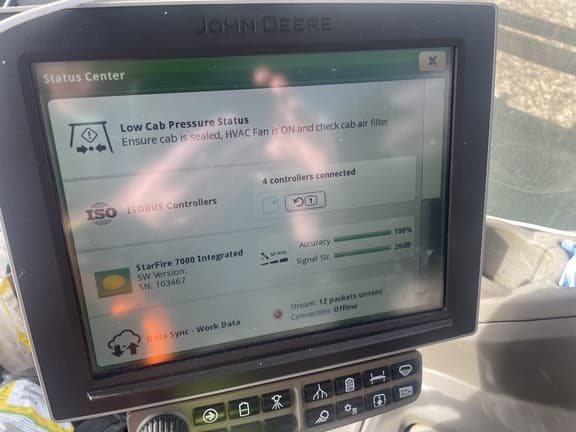 JOHN DEERE
Status Center
X
Low Cab Pressure Status
Ensure cab is sealed, HVAC Fan is ON and check cab air filter
ISO
ISOBUS Controllers
4 controllers connected
1
StarFire 7000 Integrated
SW Version:
SN: 103467
SF-RTK
Accuracy 100%
Signal Str. 20dB
Data Sync - Work Data
Stream: 12 packets unsent
Connection: Offline